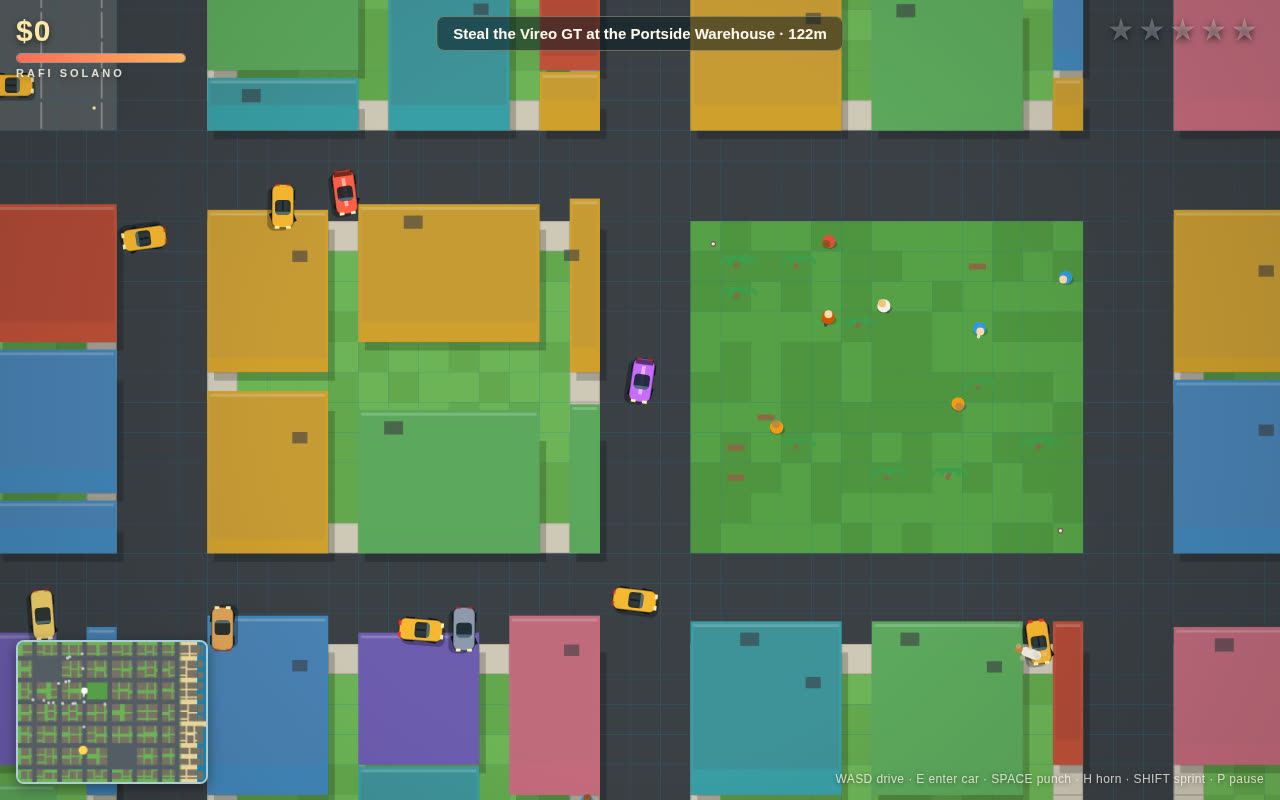 $0
Steal the Vireo GT at the Portside Warehouse · 122m
RAFI SOLANO
WASD drive · E enter car · SPACE punch · H horn · SHIFT sprint · P pause